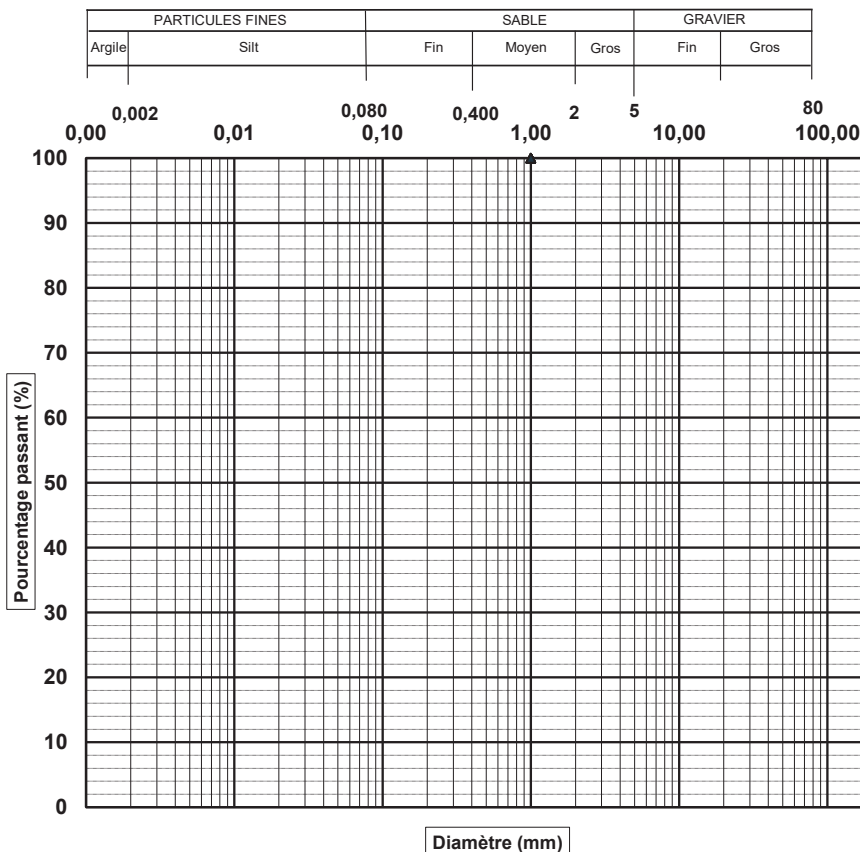 PARTICULES FINES SABLE GRAVIER
Argile Silt Fin Moyen Gros Fin Gros
0,002 0,080 0,400 2 5 80
0,00 0,01 0,10 1,00 10,00 100,00
100
90
80
70
60
50
40
30
20
10
0
Pourcentage passant (%)
Diamètre (mm)